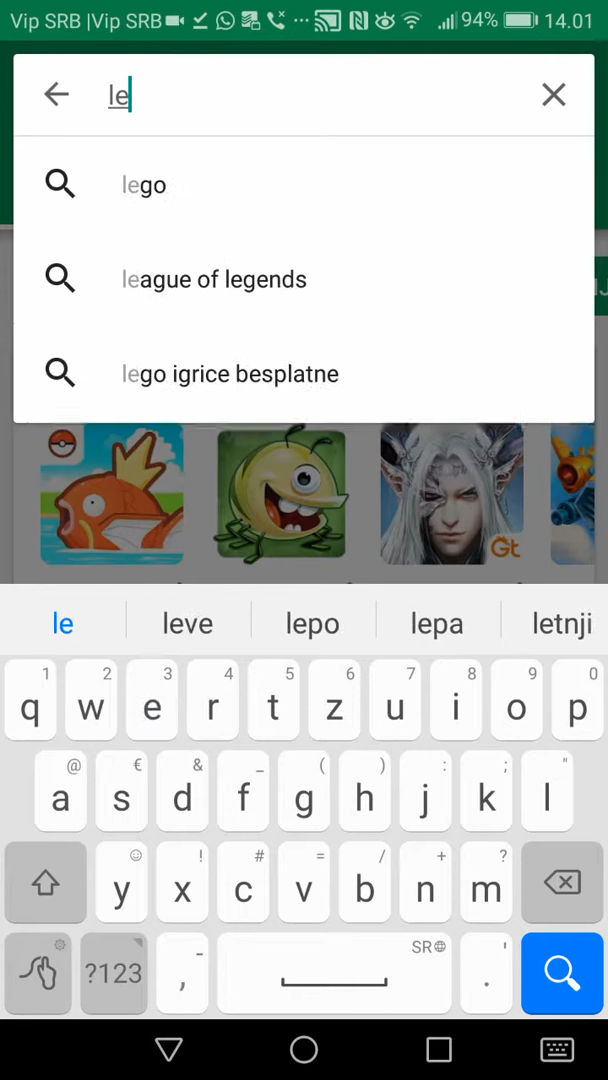 Vip SRB |Vip SRB 94% 14.01
le
lego
league of legends
lego igrice besplatne
Gt
le leve lepo lepa letnji
1 2 3 4 5 6 7 8 9 0
q w e r t z u i o p
@ € & _ ( ) : ; "
a s d f g h j k l
! # = / + ?
y x c v b n m
?123 , - SR . '